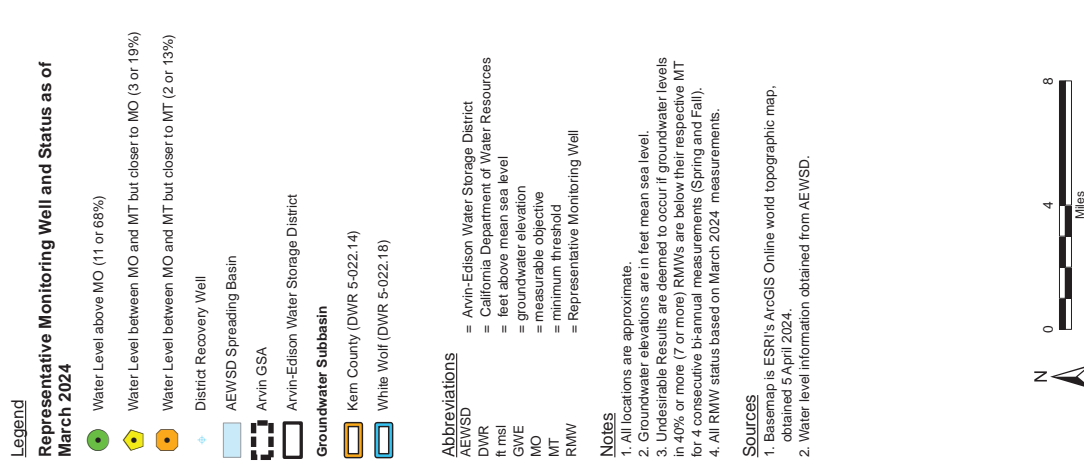 Legend
Representative Monitoring Well and Status as of
March 2024
Water Level above MO (11 or 68%)
Water Level between MO and MT but closer to MO (3 or 19%)
Water Level between MO and MT but closer to MT (2 or 13%)
District Recovery Well
AEWSD Spreading Basin
Arvin GSA
Arvin-Edison Water Storage District
Groundwater Subbasin
Kern County (DWR 5-022.14)
White Wolf (DWR 5-022.18)
Abbreviations
AEWSD = Arvin-Edison Water Storage District
DWR = California Department of Water Resources
ft msl = feet above mean sea level
GWE = groundwater elevation
MO = measurable objective
MT = minimum threshold
RMW = Representative Monitoring Well
Notes
1. All locations are approximate.
2. Groundwater elevations are in feet mean sea level.
3. Undesirable Results are deemed to occur if groundwater levels
in 40% or more (7 or more) RMWs are below their respective MT
for 4 consecutive bi-annual measurements (Spring and Fall).
4. All RMW status based on March 2024 measurements.
Sources
1. Basemap is ESRI's ArcGIS Online world topographic map,
obtained 5 April 2024.
2. Water level information obtained from AEWSD.
N
0 4 8
Miles